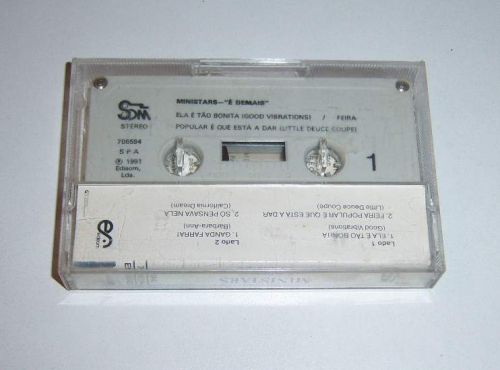 SDM
STEREO
MINISTARS—"É DEMAIS"
ELA É TÃO BONITA (GOOD VIBRATIONS) / FEIRA
POPULAR É QUE ESTÁ A DAR (LITTLE DEUCE COUPE)
706594
S P A
℗ 1991
Edisom,
Lda.
1
Lado 1
1. ELA E TÃO BONITA
(Good Vibrations)
2. FEIRA POPULAR E QUE ESTA A DAR
(Little Deuce Coupe)
Lado 2
1. GANDA FARRA!
(Barbara-Ann)
2. SÓ PENSAVA NELA
(California Dream)
MINISTARS